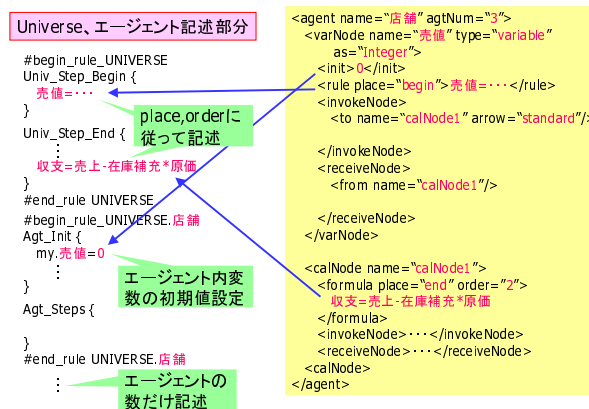 Universe、エージェント記述部分
#begin_rule_UNIVERSE
Univ_Step_Begin {
売値=･･･
}
place,orderに
従って記述
Univ_Step_End {
⋮
収支=売上-在庫補充*原価
}
#end_rule UNIVERSE
#begin_rule_UNIVERSE.店舗
Agt_Init {
my.売値=0
⋮
}
エージェント内変
数の初期値設定
Agt_Steps {
}
#end_rule UNIVERSE.店舗
⋮
エージェントの
数だけ記述
<agent name=“店舗” agtNum=“3”>
<varNode name=“売値” type=“variable”
as=“Integer”>
<init>0</init>
<rule place=“begin”>売値=･･･</rule>
<invokeNode>
<to name=“calNode1” arrow=“standard”/>
</invokeNode>
<receiveNode>
<from name=“calNode1”/>
</receiveNode>
</varNode>
<calNode name=“calNode1”>
<formula place=“end” order=“2”>
収支=売上-在庫補充*原価
</formula>
<invokeNode>･･･</invokeNode>
<receiveNode>･･･</receiveNode>
<calNode>
</agent>